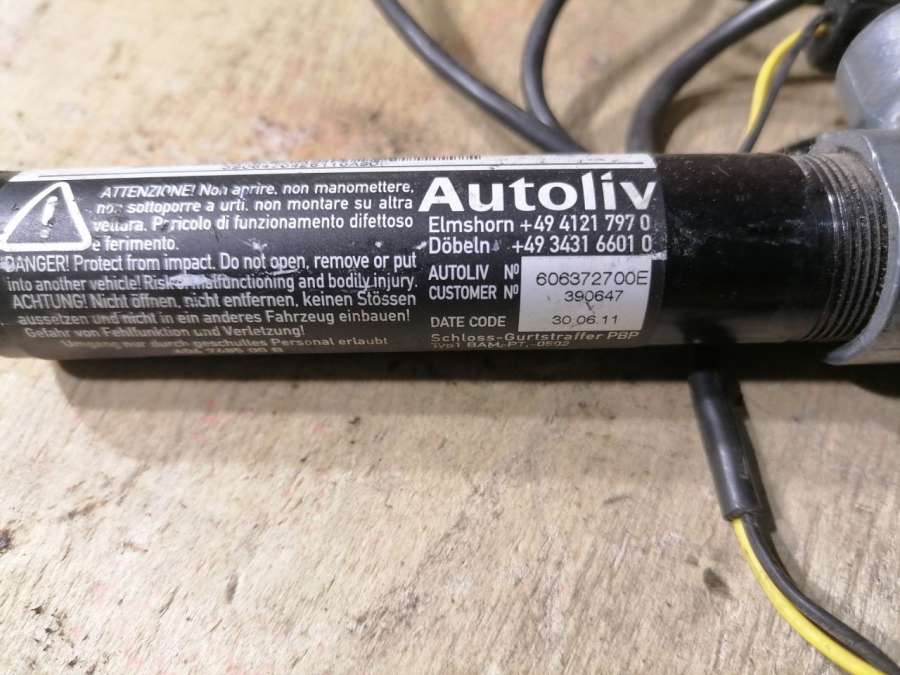 ATTENZIONE! Non aprire, non manomettere,
non sottoporre a urti, non montare su altra
vettura. Pericolo di funzionamento difettoso
e ferimento.
DANGER! Protect from impact. Do not open, remove or put
into another vehicle! Risk of malfunctioning and bodily injury.
ACHTUNG! Nicht öffnen, nicht entfernen, keinen Stössen
aussetzen und nicht in ein anderes Fahrzeug einbauen!
Gefahr von Fehlfunktion und Verletzung!
Umgang nur durch geschultes Personal erlaubt
Autoliv
Elmshorn +49 4121 797 0
Döbeln +49 3431 6601 0
AUTOLIV Nº 606372700E
CUSTOMER Nº 390647
DATE CODE 30.06.11
Schloss-Gurtstraffer PBP
Typ1 BAM.-PT.-0502